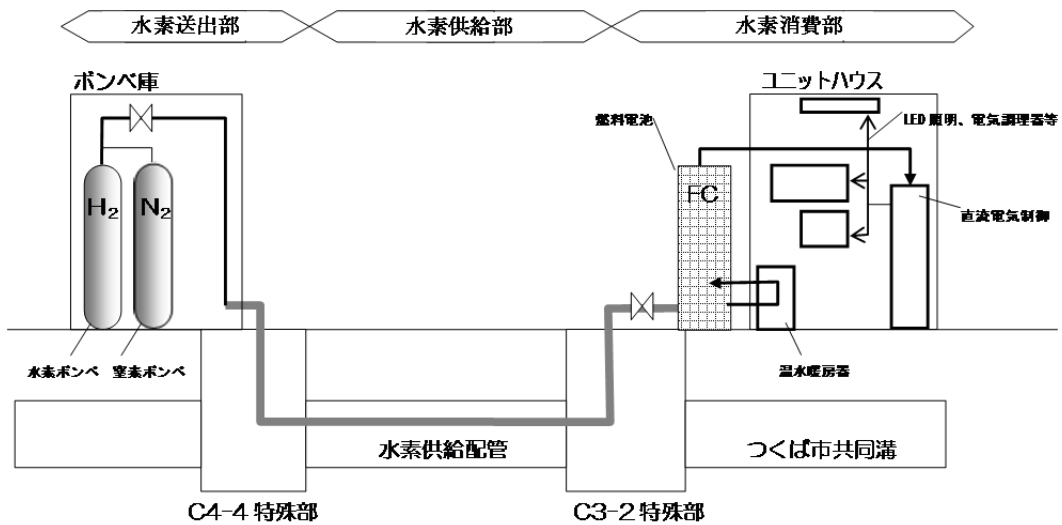 水素送出部
水素供給部
水素消費部
ボンベ庫
ユニットハウス
燃料電池
LED 照明、電気調理器等
H2
N2
FC
直流電気制御
水素ボンベ
窒素ボンベ
温水暖房器
水素供給配管
つくば市共同溝
C4-4 特殊部
C3-2 特殊部